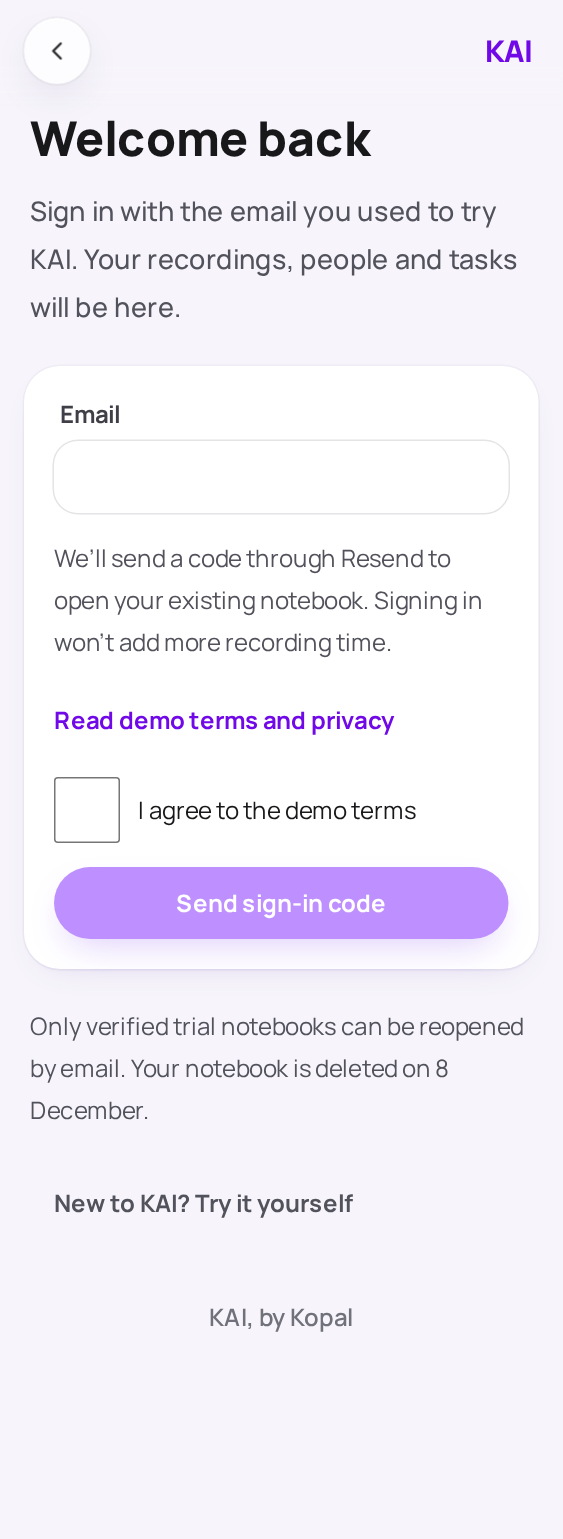 KAI
Welcome back
Sign in with the email you used to try
KAI. Your recordings, people and tasks
will be here.
Email
We’ll send a code through Resend to
open your existing notebook. Signing in
won’t add more recording time.
Read demo terms and privacy
I agree to the demo terms
Send sign-in code
Only verified trial notebooks can be reopened
by email. Your notebook is deleted on 8
December.
New to KAI? Try it yourself
KAI, by Kopal